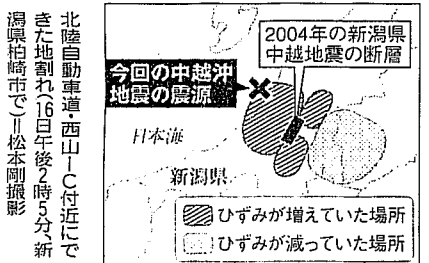 北陸自動車道・西山IC付近にで
きた地割れ(16日午後2時5分、新
潟県柏崎市で)=松本剛撮影
2004年の新潟県
中越地震の断層
今回の中越沖
地震の震源
日本海
新潟県
ひずみが増えていた場所
ひずみが減っていた場所